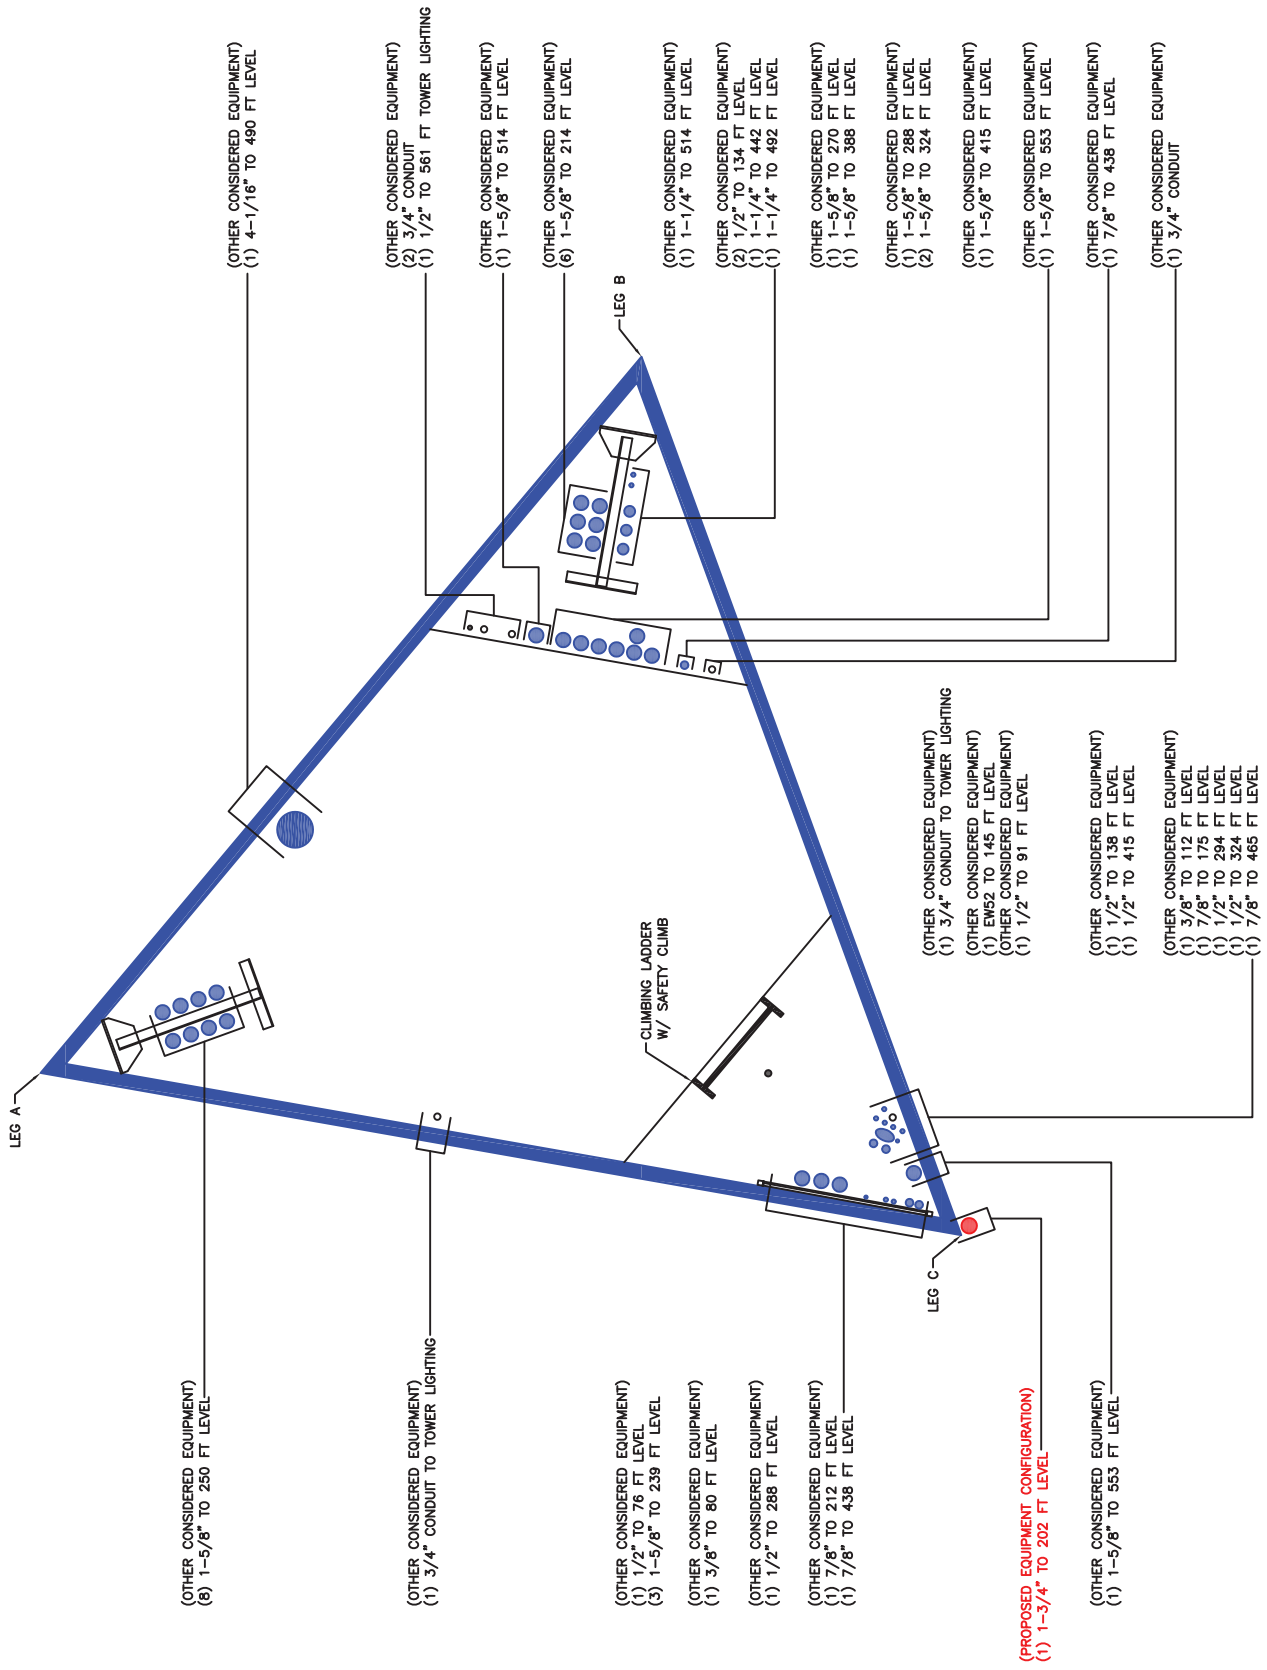 (OTHER CONSIDERED EQUIPMENT)
(1) 4-1/16" TO 490 FT LEVEL
(OTHER CONSIDERED EQUIPMENT)
(2) 3/4" CONDUIT
(1) 1/2" TO 561 FT TOWER LIGHTING
(OTHER CONSIDERED EQUIPMENT)
(1) 1-5/8" TO 514 FT LEVEL
(OTHER CONSIDERED EQUIPMENT)
(6) 1-5/8" TO 214 FT LEVEL
(OTHER CONSIDERED EQUIPMENT)
(1) 1-1/4" TO 514 FT LEVEL
(OTHER CONSIDERED EQUIPMENT)
(2) 1/2" TO 134 FT LEVEL
(1) 1-1/4" TO 442 FT LEVEL
(1) 1-1/4" TO 492 FT LEVEL
(OTHER CONSIDERED EQUIPMENT)
(1) 1-5/8" TO 270 FT LEVEL
(1) 1-5/8" TO 388 FT LEVEL
(OTHER CONSIDERED EQUIPMENT)
(1) 1-5/8" TO 288 FT LEVEL
(2) 1-5/8" TO 324 FT LEVEL
(OTHER CONSIDERED EQUIPMENT)
(1) 1-5/8" TO 415 FT LEVEL
(OTHER CONSIDERED EQUIPMENT)
(1) 1-5/8" TO 553 FT LEVEL
(OTHER CONSIDERED EQUIPMENT)
(1) 7/8" TO 438 FT LEVEL
(OTHER CONSIDERED EQUIPMENT)
(1) 3/4" CONDUIT
LEG B
LEG A
CLIMBING LADDER
W/ SAFETY CLIMB
(OTHER CONSIDERED EQUIPMENT)
(1) 3/4" CONDUIT TO TOWER LIGHTING
(OTHER CONSIDERED EQUIPMENT)
(1) EW52 TO 145 FT LEVEL
(OTHER CONSIDERED EQUIPMENT)
(1) 1/2" TO 91 FT LEVEL
(OTHER CONSIDERED EQUIPMENT)
(1) 1/2" TO 138 FT LEVEL
(1) 1/2" TO 415 FT LEVEL
(OTHER CONSIDERED EQUIPMENT)
(1) 3/8" TO 112 FT LEVEL
(1) 7/8" TO 175 FT LEVEL
(1) 1/2" TO 294 FT LEVEL
(1) 1/2" TO 324 FT LEVEL
(1) 7/8" TO 465 FT LEVEL
LEG C
(OTHER CONSIDERED EQUIPMENT)
(8) 1-5/8" TO 250 FT LEVEL
(OTHER CONSIDERED EQUIPMENT)
(1) 3/4" CONDUIT TO TOWER LIGHTING
(OTHER CONSIDERED EQUIPMENT)
(1) 1/2" TO 76 FT LEVEL
(3) 1-5/8" TO 239 FT LEVEL
(OTHER CONSIDERED EQUIPMENT)
(1) 3/8" TO 80 FT LEVEL
(OTHER CONSIDERED EQUIPMENT)
(1) 1/2" TO 288 FT LEVEL
(OTHER CONSIDERED EQUIPMENT)
(1) 7/8" TO 212 FT LEVEL
(1) 7/8" TO 438 FT LEVEL
(PROPOSED EQUIPMENT CONFIGURATION)
(1) 1-3/4" TO 202 FT LEVEL
(OTHER CONSIDERED EQUIPMENT)
(1) 1-5/8" TO 553 FT LEVEL